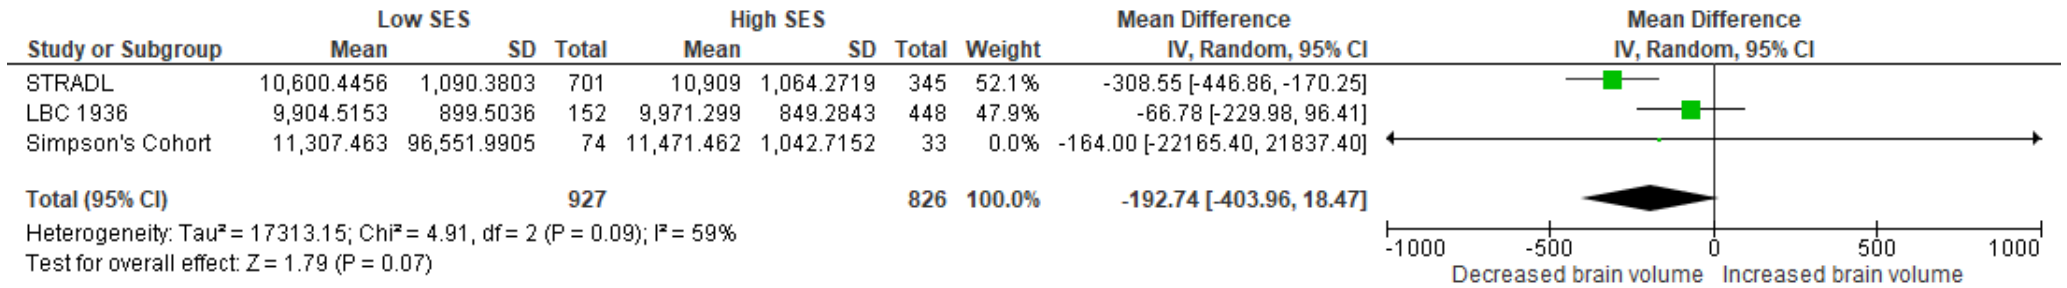 Low SES High SES Mean Difference Mean Difference
Study or Subgroup Mean SD Total Mean SD Total Weight IV, Random, 95% CI IV, Random, 95% CI
STRADL 10,600.4456 1,090.3803 701 10,909 1,064.2719 345 52.1% -308.55 [-446.86, -170.25]
LBC 1936 9,904.5153 899.5036 152 9,971.299 849.2843 448 47.9% -66.78 [-229.98, 96.41]
Simpson's Cohort 11,307.463 96,551.9905 74 11,471.462 1,042.7152 33 0.0% -164.00 [-22165.40, 21837.40]
Total (95% CI) 927 826 100.0% -192.74 [-403.96, 18.47]
Heterogeneity: Tau² = 17313.15; Chi² = 4.91, df = 2 (P = 0.09); I² = 59%
Test for overall effect: Z = 1.79 (P = 0.07)
-1000 -500 0 500 1000
Decreased brain volume Increased brain volume